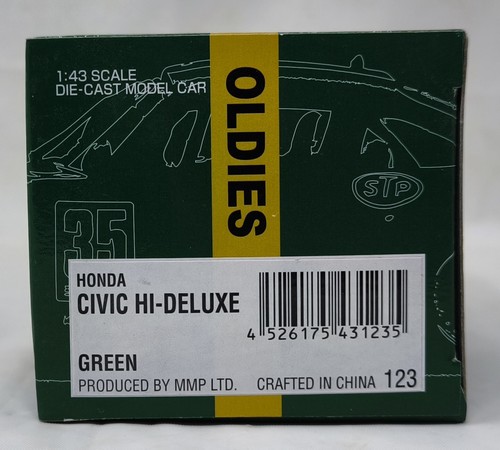 1:43 SCALE
DIE-CAST MODEL CAR
OLDIES
STP
35
HONDA
CIVIC HI-DELUXE
4 526175 431235
GREEN
PRODUCED BY MMP LTD. CRAFTED IN CHINA 123